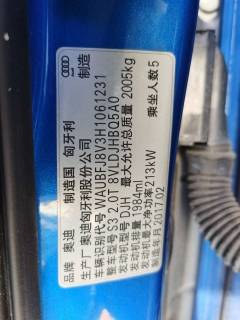 制造
品牌 奥迪 制造国 匈牙利
生产厂 奥迪匈牙利股份公司
车辆识别代号 WAUBFJ8V3H1061231
整车型号 S3 2.0T 8VLDJHBQ5A0
发动机型号 DJH 最大允许总质量 2005kg
发动机排量 1984ml
发动机最大净功率 213kW 乘坐人数 5
制造年月 2017.02